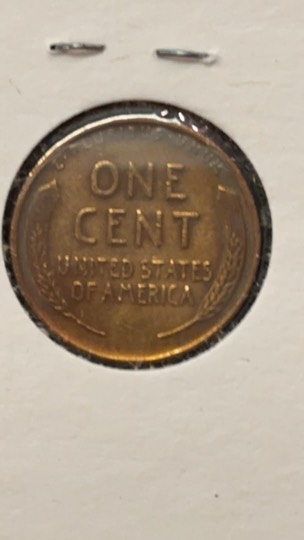 ONE
CENT
UNITED STATES
OF AMERICA